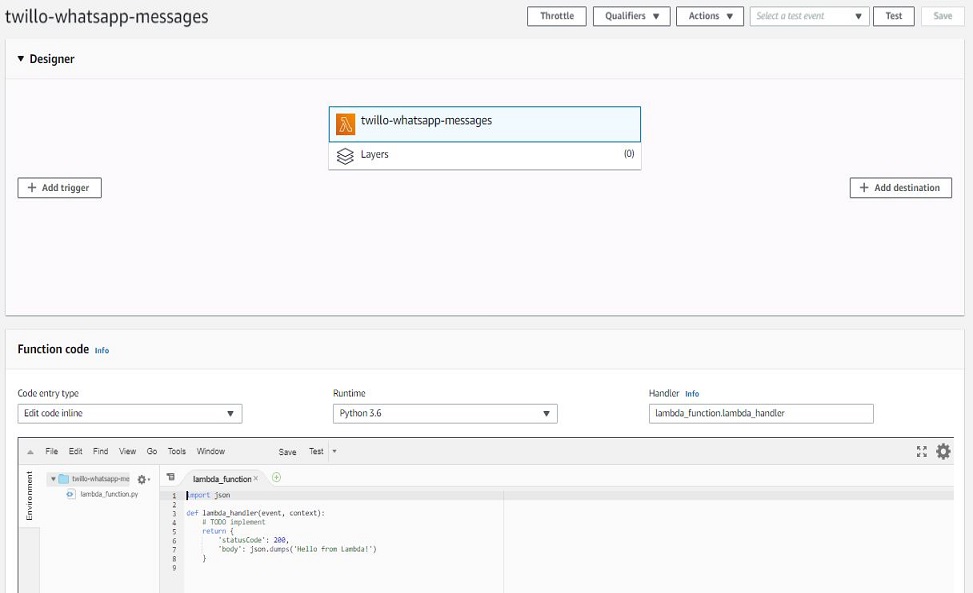 twillo-whatsapp-messages
Throttle Qualifiers ▼ Actions ▼ Select a test event ▼ Test Save
▼ Designer
twillo-whatsapp-messages
Layers (0)
+ Add trigger
+ Add destination
Function code Info
Code entry type Runtime Handler Info
Edit code inline ▼ Python 3.6 ▼ lambda_function.lambda_handler
File Edit Find View Go Tools Window Save Test
Environment
twillo-whatsapp-me
lambda_function.py
lambda_function ×
1 import json
2
3 def lambda_handler(event, context):
4     # TODO implement
5     return {
6         'statusCode': 200,
7         'body': json.dumps('Hello from Lambda!')
8     }
9